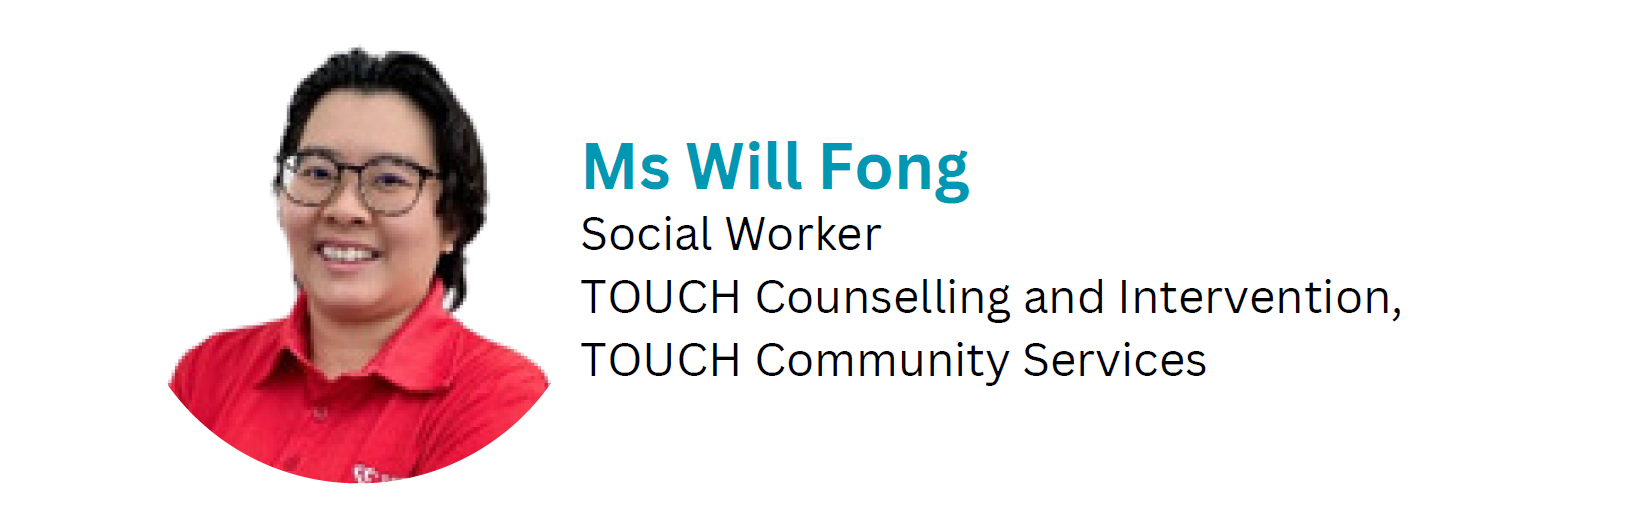 Ms Will Fong
Social Worker
TOUCH Counselling and Intervention,
TOUCH Community Services